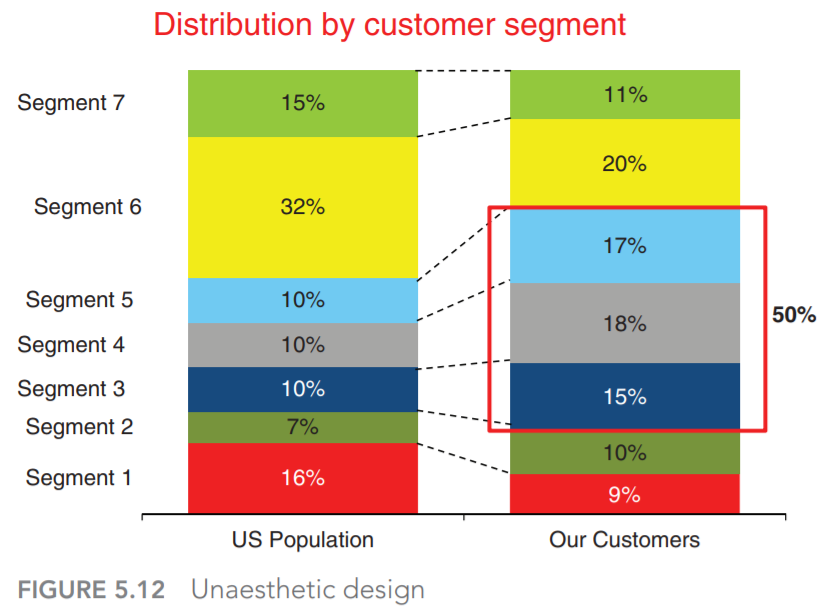 Distribution by customer segment
Segment 7 15% 11%
Segment 6 32% 20%
Segment 5 10% 17%
Segment 4 10% 18% 50%
Segment 3 10% 15%
Segment 2 7% 10%
Segment 1 16% 9%
US Population Our Customers
FIGURE 5.12 Unaesthetic design